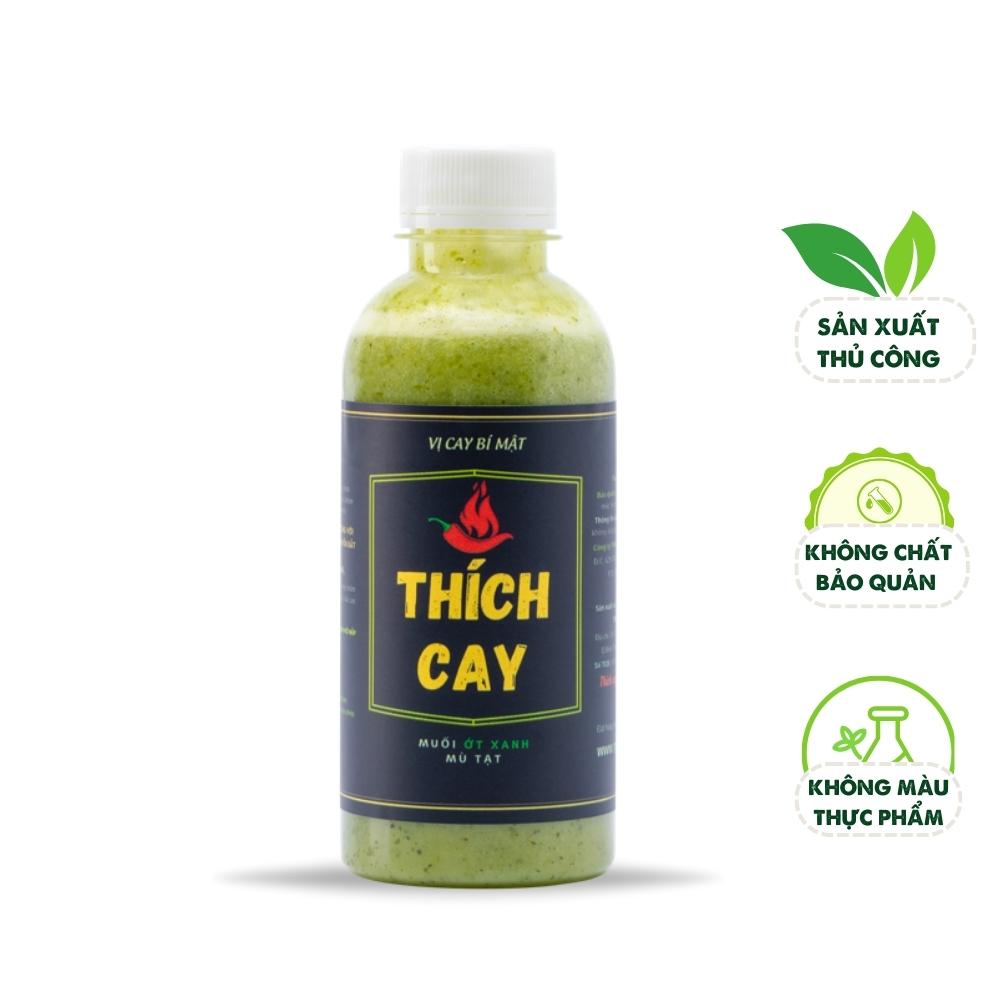 VỊ CAY BÍ MẬT
THÍCH
CAY
MUỐI ỚT XANH
MÙ TẠT
SẢN XUẤT
THỦ CÔNG
KHÔNG CHẤT
BẢO QUẢN
KHÔNG MÀU
THỰC PHẨM